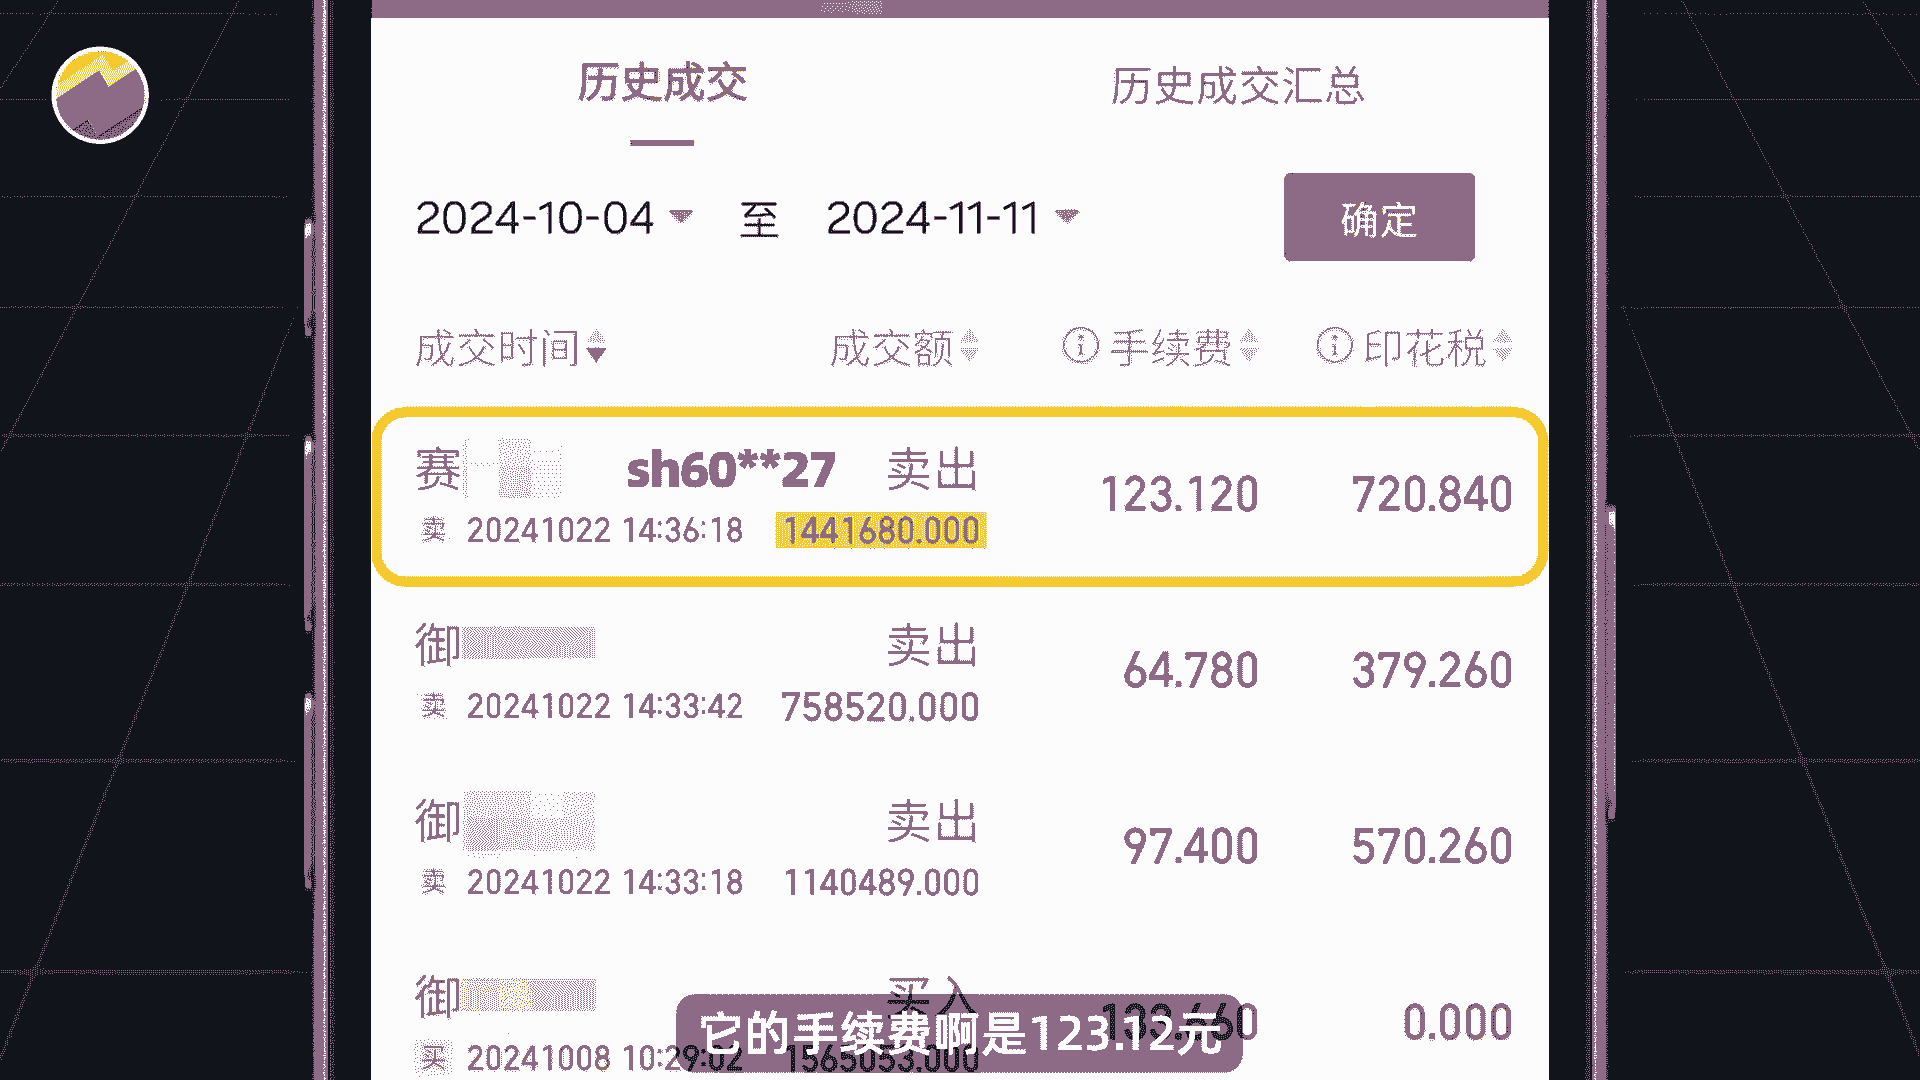 历史成交 历史成交汇总
2024-10-04 至 2024-11-11 确定
成交时间 成交额 手续费 印花税
赛 sh60**27 卖出 123.120 720.840
卖 20241022 14:36:18 1441680.000
御 卖出 64.780 379.260
卖 20241022 14:33:42 758520.000
御 卖出 97.400 570.260
卖 20241022 14:33:18 1140489.000
御 买入 133.660 0.000
买 20241008 10:29:02 1565053.000
它的手续费啊是123.12元